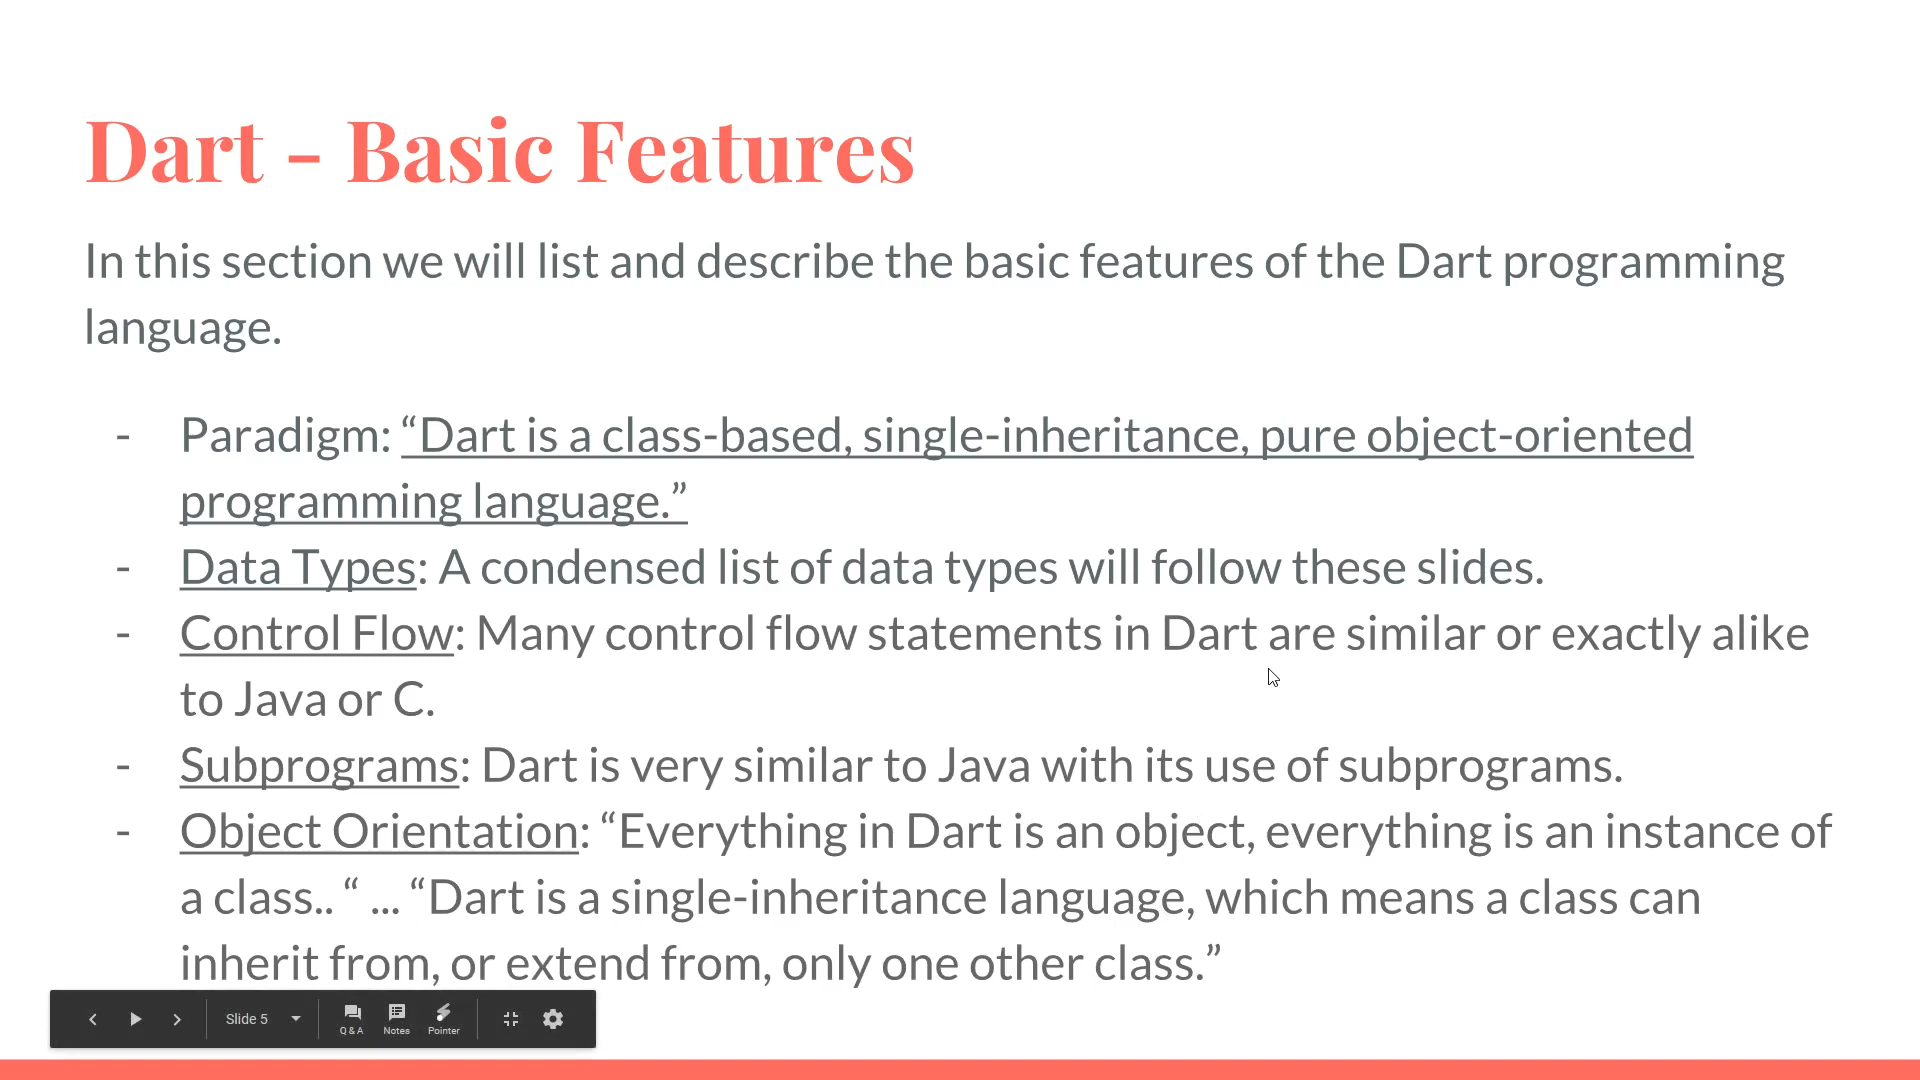 Dart - Basic Features
In this section we will list and describe the basic features of the Dart programming
language.
- Paradigm: “Dart is a class-based, single-inheritance, pure object-oriented
programming language.”
- Data Types: A condensed list of data types will follow these slides.
- Control Flow: Many control flow statements in Dart are similar or exactly alike
to Java or C.
- Subprograms: Dart is very similar to Java with its use of subprograms.
- Object Orientation: “Everything in Dart is an object, everything is an instance of
a class.. “ ... “Dart is a single-inheritance language, which means a class can
inherit from, or extend from, only one other class.”
Slide 5
Q & A Notes Pointer